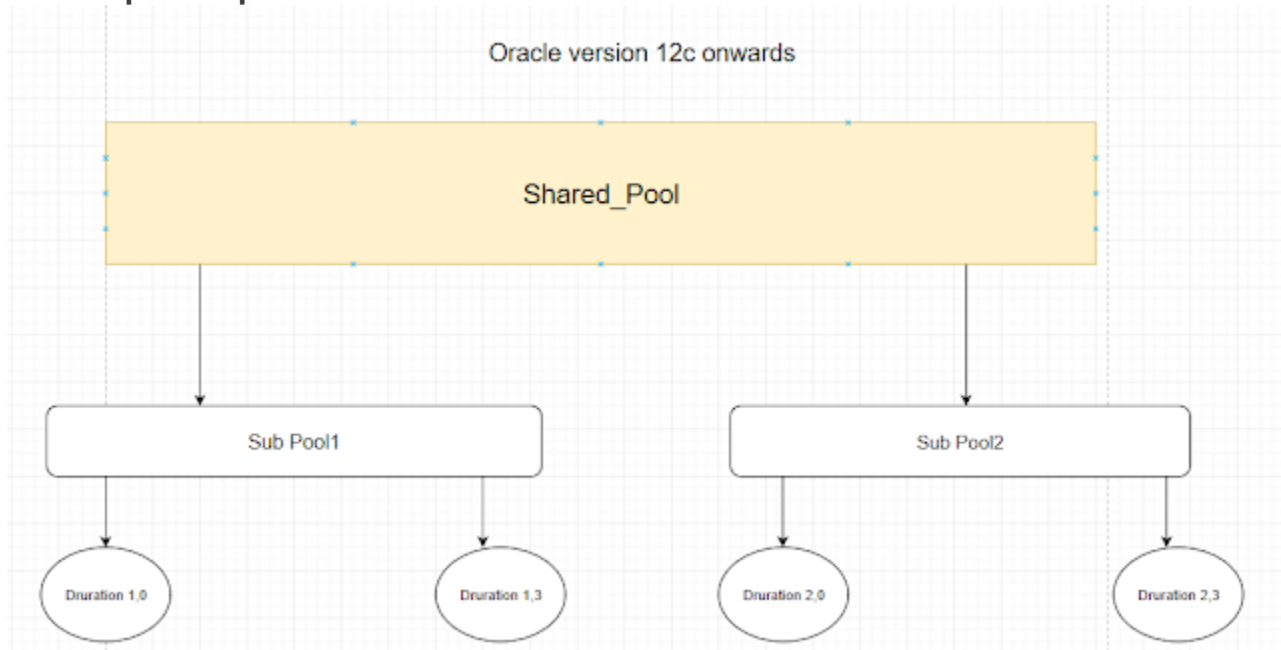 Oracle version 12c onwards
Shared_Pool
Sub Pool1
Sub Pool2
Druration 1,0
Druration 1,3
Druration 2,0
Druration 2,3